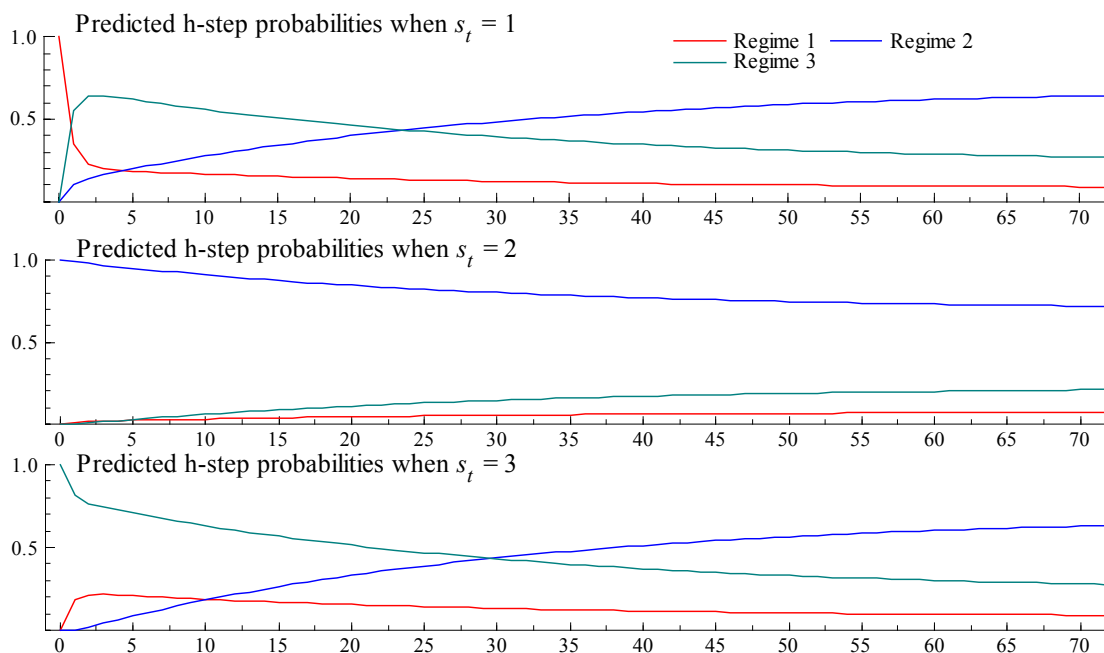 Predicted h-step probabilities when s_t = 1
Regime 1 Regime 2
Regime 3
1.0
0.5
0 5 10 15 20 25 30 35 40 45 50 55 60 65 70
Predicted h-step probabilities when s_t = 2
1.0
0.5
0 5 10 15 20 25 30 35 40 45 50 55 60 65 70
Predicted h-step probabilities when s_t = 3
1.0
0.5
0 5 10 15 20 25 30 35 40 45 50 55 60 65 70